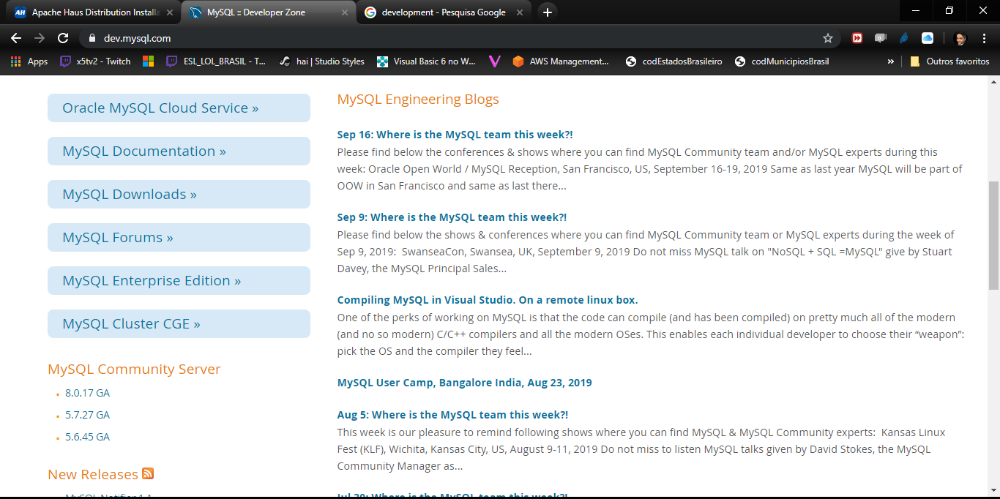 Apache Haus Distribution Installa
MySQL :: Developer Zone
development - Pesquisa Google
dev.mysql.com
Apps
x5tv2 - Twitch
ESL_LOL_BRASIL - T...
hai | Studio Styles
Visual Basic 6 no W...
AWS Management...
codEstadosBrasileiro
codMunicipiosBrasil
»
Outros favoritos
Oracle MySQL Cloud Service »
MySQL Documentation »
MySQL Downloads »
MySQL Forums »
MySQL Enterprise Edition »
MySQL Cluster CGE »
MySQL Community Server
8.0.17 GA
5.7.27 GA
5.6.45 GA
New Releases
MySQL Notifier 1.1
MySQL Engineering Blogs
Sep 16: Where is the MySQL team this week?!
Please find below the conferences & shows where you can find MySQL Community team and/or MySQL experts during this
week: Oracle Open World / MySQL Reception, San Francisco, US, September 16-19, 2019 Same as last year MySQL will be part of
OOW in San Francisco and same as last there...
Sep 9: Where is the MySQL team this week?!
Please find below the shows & conferences where you can find MySQL Community team or MySQL experts during the week of
Sep 9, 2019:  SwanseaCon, Swansea, UK, September 9, 2019 Do not miss MySQL talk on "NoSQL + SQL =MySQL" give by Stuart
Davey, the MySQL Principal Sales...
Compiling MySQL in Visual Studio. On a remote linux box.
One of the perks of working on MySQL is that the code can compile (and has been compiled) on pretty much all of the modern
(and no so modern) C/C++ compilers and all the modern OSes. This enables each individual developer to choose their “weapon”:
pick the OS and the compiler they feel...
MySQL User Camp, Bangalore India, Aug 23, 2019
Aug 5: Where is the MySQL team this week?!
This week is our pleasure to remind following shows where you can find MySQL & MySQL Community experts:  Kansas Linux
Fest (KLF), Wichita, Kansas City, US, August 9-11, 2019 Do not miss to listen MySQL talks given by David Stokes, the MySQL
Community Manager as...
Jul 29: Where is the MySQL team this week?!